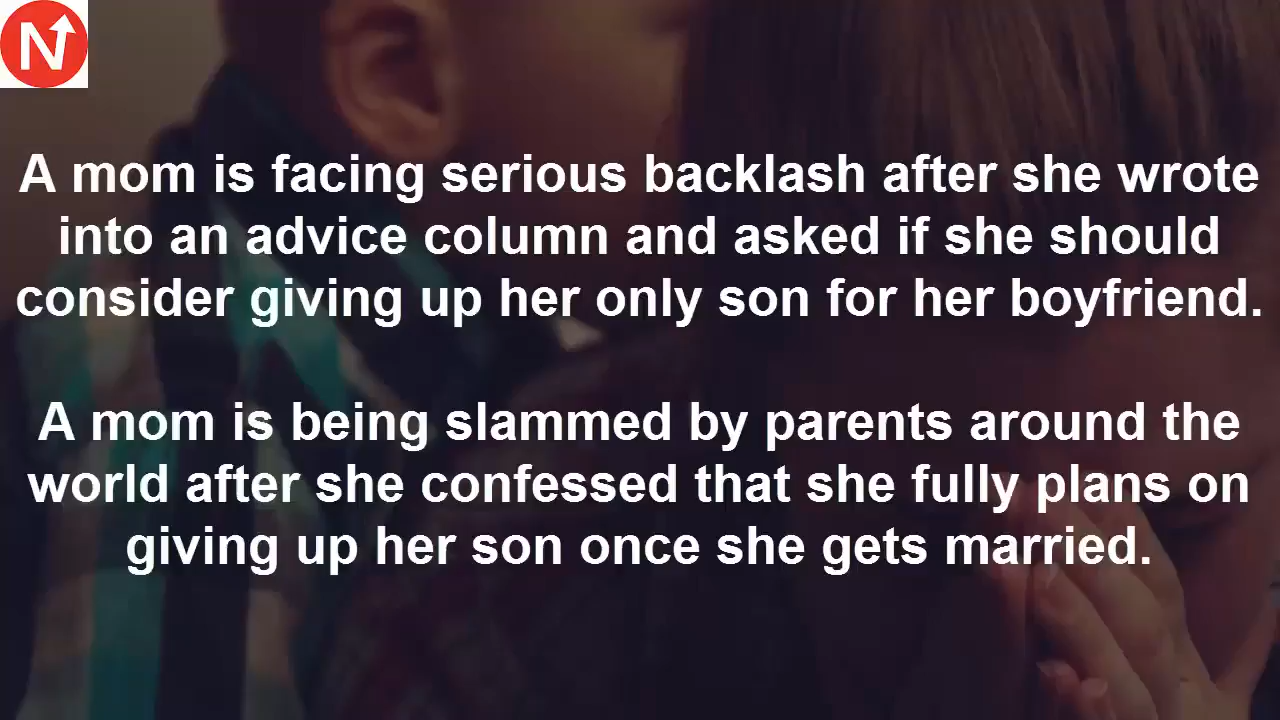 N
A mom is facing serious backlash after she wrote
into an advice column and asked if she should
consider giving up her only son for her boyfriend.
A mom is being slammed by parents around the
world after she confessed that she fully plans on
giving up her son once she gets married.